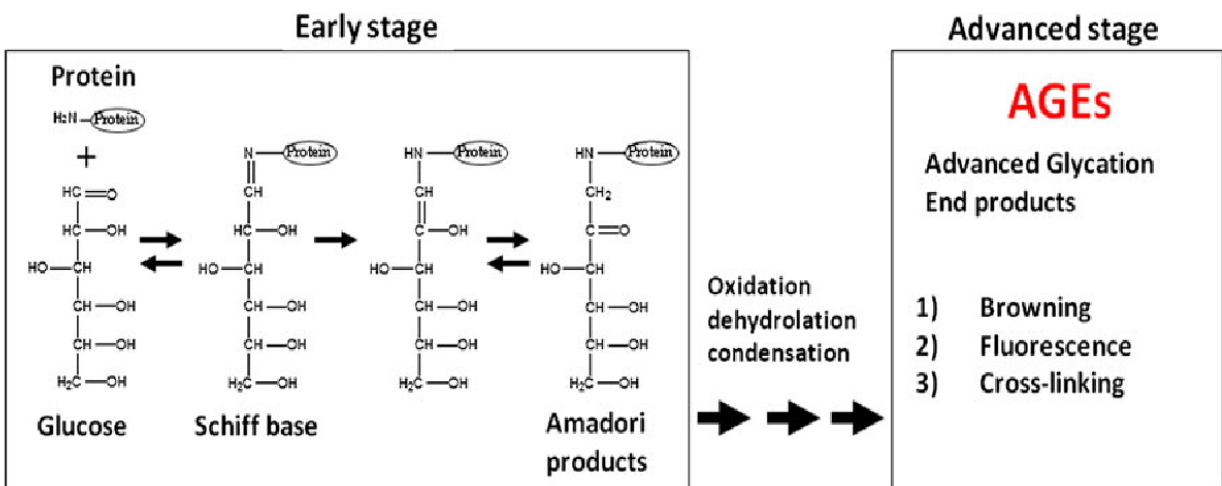 Early stage
Advanced stage
Protein
H₂N—Protein
+
HC=O
HC—OH
HO—CH
CH—OH
CH—OH
H₂C—OH
Glucose
N—Protein
CH
HC—OH
HO—CH
CH—OH
CH—OH
H₂C—OH
Schiff base
HN—Protein
CH
C—OH
HO—CH
CH—OH
CH—OH
H₂C—OH
HN—Protein
CH₂
C=O
HO—CH
CH—OH
CH—OH
H₂C—OH
Amadori
products
Oxidation
dehydrolation
condensation
AGEs
Advanced Glycation
End products
1) Browning
2) Fluorescence
3) Cross-linking